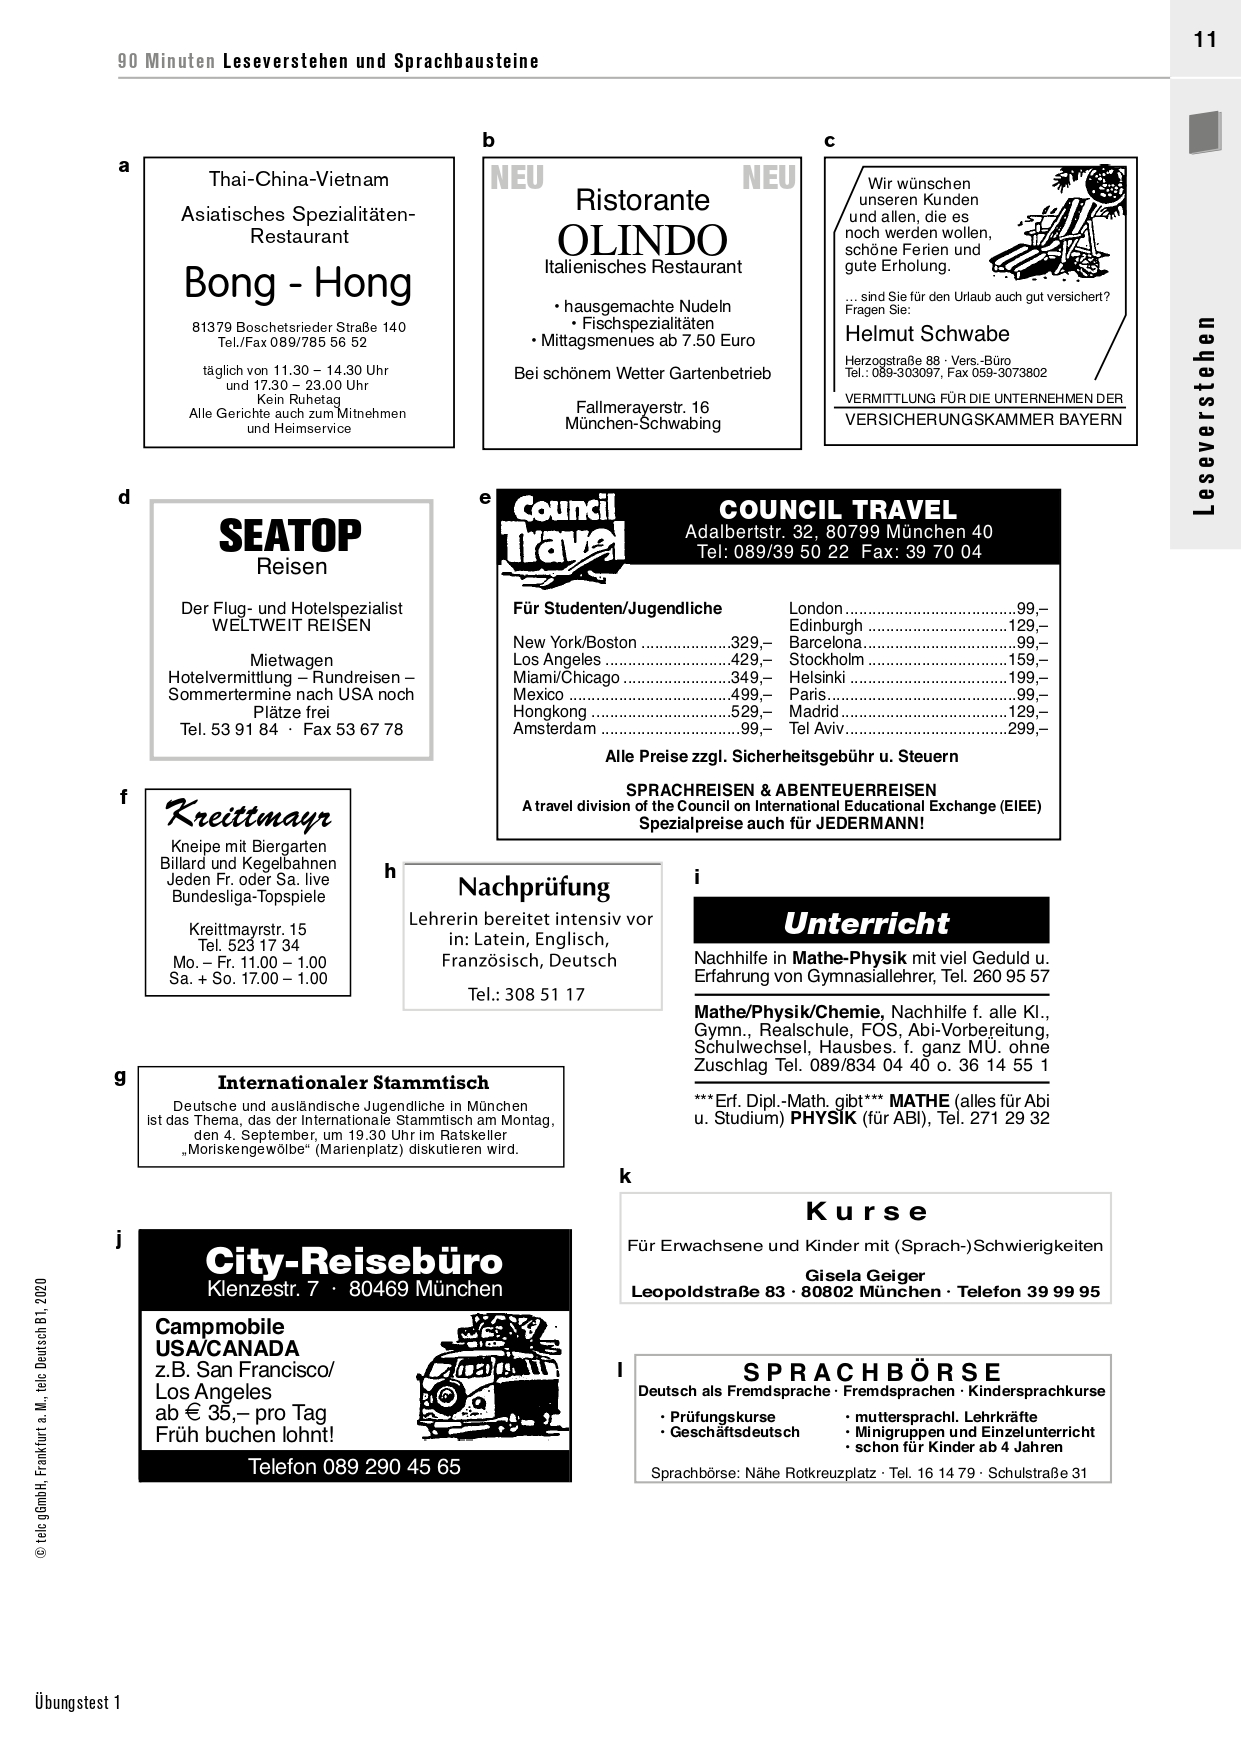 90 Minuten Leseverstehen und Sprachbausteine
11
Leseverstehen
a
Thai-China-Vietnam
Asiatisches Spezialitäten-
Restaurant
Bong - Hong
81379 Boschetsrieder Straße 140
Tel./Fax 089/785 56 52
täglich von 11.30 – 14.30 Uhr
und 17.30 – 23.00 Uhr
Kein Ruhetag
Alle Gerichte auch zum Mitnehmen
und Heimservice
b
NEU NEU
Ristorante
OLINDO
Italienisches Restaurant
• hausgemachte Nudeln
• Fischspezialitäten
• Mittagsmenues ab 7.50 Euro
Bei schönem Wetter Gartenbetrieb
Fallmerayerstr. 16
München-Schwabing
c
Wir wünschen
unseren Kunden
und allen, die es
noch werden wollen,
schöne Ferien und
gute Erholung.
… sind Sie für den Urlaub auch gut versichert?
Fragen Sie:
Helmut Schwabe
Herzogstraße 88 · Vers.-Büro
Tel.: 089-303097, Fax 059-3073802
VERMITTLUNG FÜR DIE UNTERNEHMEN DER
VERSICHERUNGSKAMMER BAYERN
d
SEATOP
Reisen
Der Flug- und Hotelspezialist
WELTWEIT REISEN
Mietwagen
Hotelvermittlung – Rundreisen –
Sommertermine nach USA noch
Plätze frei
Tel. 53 91 84 · Fax 53 67 78
e
Council
Travel
COUNCIL TRAVEL
Adalbertstr. 32, 80799 München 40
Tel: 089/39 50 22 Fax: 39 70 04
Für Studenten/Jugendliche
New York/Boston ....................329,–
Los Angeles ............................429,–
Miami/Chicago ........................349,–
Mexico ....................................499,–
Hongkong ...............................529,–
Amsterdam ...............................99,–
London......................................99,–
Edinburgh ...............................129,–
Barcelona.................................99,–
Stockholm ...............................159,–
Helsinki ...................................199,–
Paris.........................................99,–
Madrid.....................................129,–
Tel Aviv....................................299,–
Alle Preise zzgl. Sicherheitsgebühr u. Steuern
SPRACHREISEN & ABENTEUERREISEN
A travel division of the Council on International Educational Exchange (EIEE)
Spezialpreise auch für JEDERMANN!
f
Kreittmayr
Kneipe mit Biergarten
Billard und Kegelbahnen
Jeden Fr. oder Sa. live
Bundesliga-Topspiele
Kreittmayrstr. 15
Tel. 523 17 34
Mo. – Fr. 11.00 – 1.00
Sa. + So. 17.00 – 1.00
h
Nachprüfung
Lehrerin bereitet intensiv vor
in: Latein, Englisch,
Französisch, Deutsch
Tel.: 308 51 17
i
Unterricht
Nachhilfe in Mathe-Physik mit viel Geduld u.
Erfahrung von Gymnasiallehrer, Tel. 260 95 57
Mathe/Physik/Chemie, Nachhilfe f. alle Kl.,
Gymn., Realschule, FOS, Abi-Vorbereitung,
Schulwechsel, Hausbes. f. ganz MÜ. ohne
Zuschlag Tel. 089/834 04 40 o. 36 14 55 1
***Erf. Dipl.-Math. gibt*** MATHE (alles für Abi
u. Studium) PHYSIK (für ABI), Tel. 271 29 32
g
Internationaler Stammtisch
Deutsche und ausländische Jugendliche in München
ist das Thema, das der Internationale Stammtisch am Montag,
den 4. September, um 19.30 Uhr im Ratskeller
„Moriskengewölbe“ (Marienplatz) diskutieren wird.
k
Kurse
Für Erwachsene und Kinder mit (Sprach-)Schwierigkeiten
Gisela Geiger
Leopoldstraße 83 · 80802 München · Telefon 39 99 95
j
City-Reisebüro
Klenzestr. 7 · 80469 München
Campmobile
USA/CANADA
z.B. San Francisco/
Los Angeles
ab € 35,– pro Tag
Früh buchen lohnt!
Telefon 089 290 45 65
l
SPRACHBÖRSE
Deutsch als Fremdsprache · Fremdsprachen · Kindersprachkurse
• Prüfungskurse
• Geschäftsdeutsch
• muttersprachl. Lehrkräfte
• Minigruppen und Einzelunterricht
• schon für Kinder ab 4 Jahren
Sprachbörse: Nähe Rotkreuzplatz · Tel. 16 14 79 · Schulstraße 31
© telc gGmbH, Frankfurt a. M., telc Deutsch B1, 2020
Übungstest 1